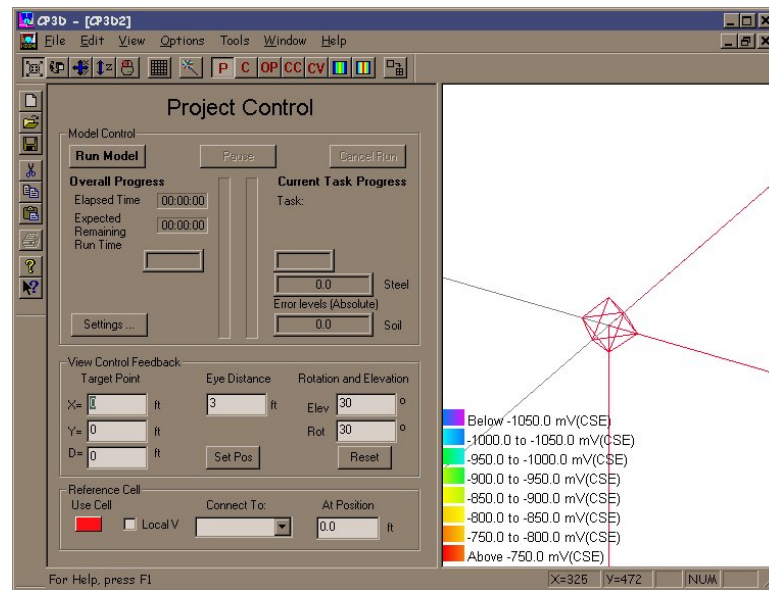 CP3D - [CP3D2]
File Edit View Options Tools Window Help
P C OP CC CV
Project Control
Model Control
Run Model Pause Cancel Run
Overall Progress Current Task Progress
Elapsed Time 00:00:00 Task:
Expected
Remaining 00:00:00
Run Time
0.0 Steel
Error levels (Absolute)
Settings ... 0.0 Soil
View Control Feedback
Target Point Eye Distance Rotation and Elevation
X= 0 ft 3 ft Elev 30 °
Y= 0 ft Rot 30 °
D= 0 ft Set Pos Reset
Reference Cell
Use Cell Connect To: At Position
Local V 0.0 ft
Below -1050.0 mV(CSE)
-1000.0 to -1050.0 mV(CSE)
-950.0 to -1000.0 mV(CSE)
-900.0 to -950.0 mV(CSE)
-850.0 to -900.0 mV(CSE)
-800.0 to -850.0 mV(CSE)
-750.0 to -800.0 mV(CSE)
Above -750.0 mV(CSE)
For Help, press F1 X=325 Y=472 NUM